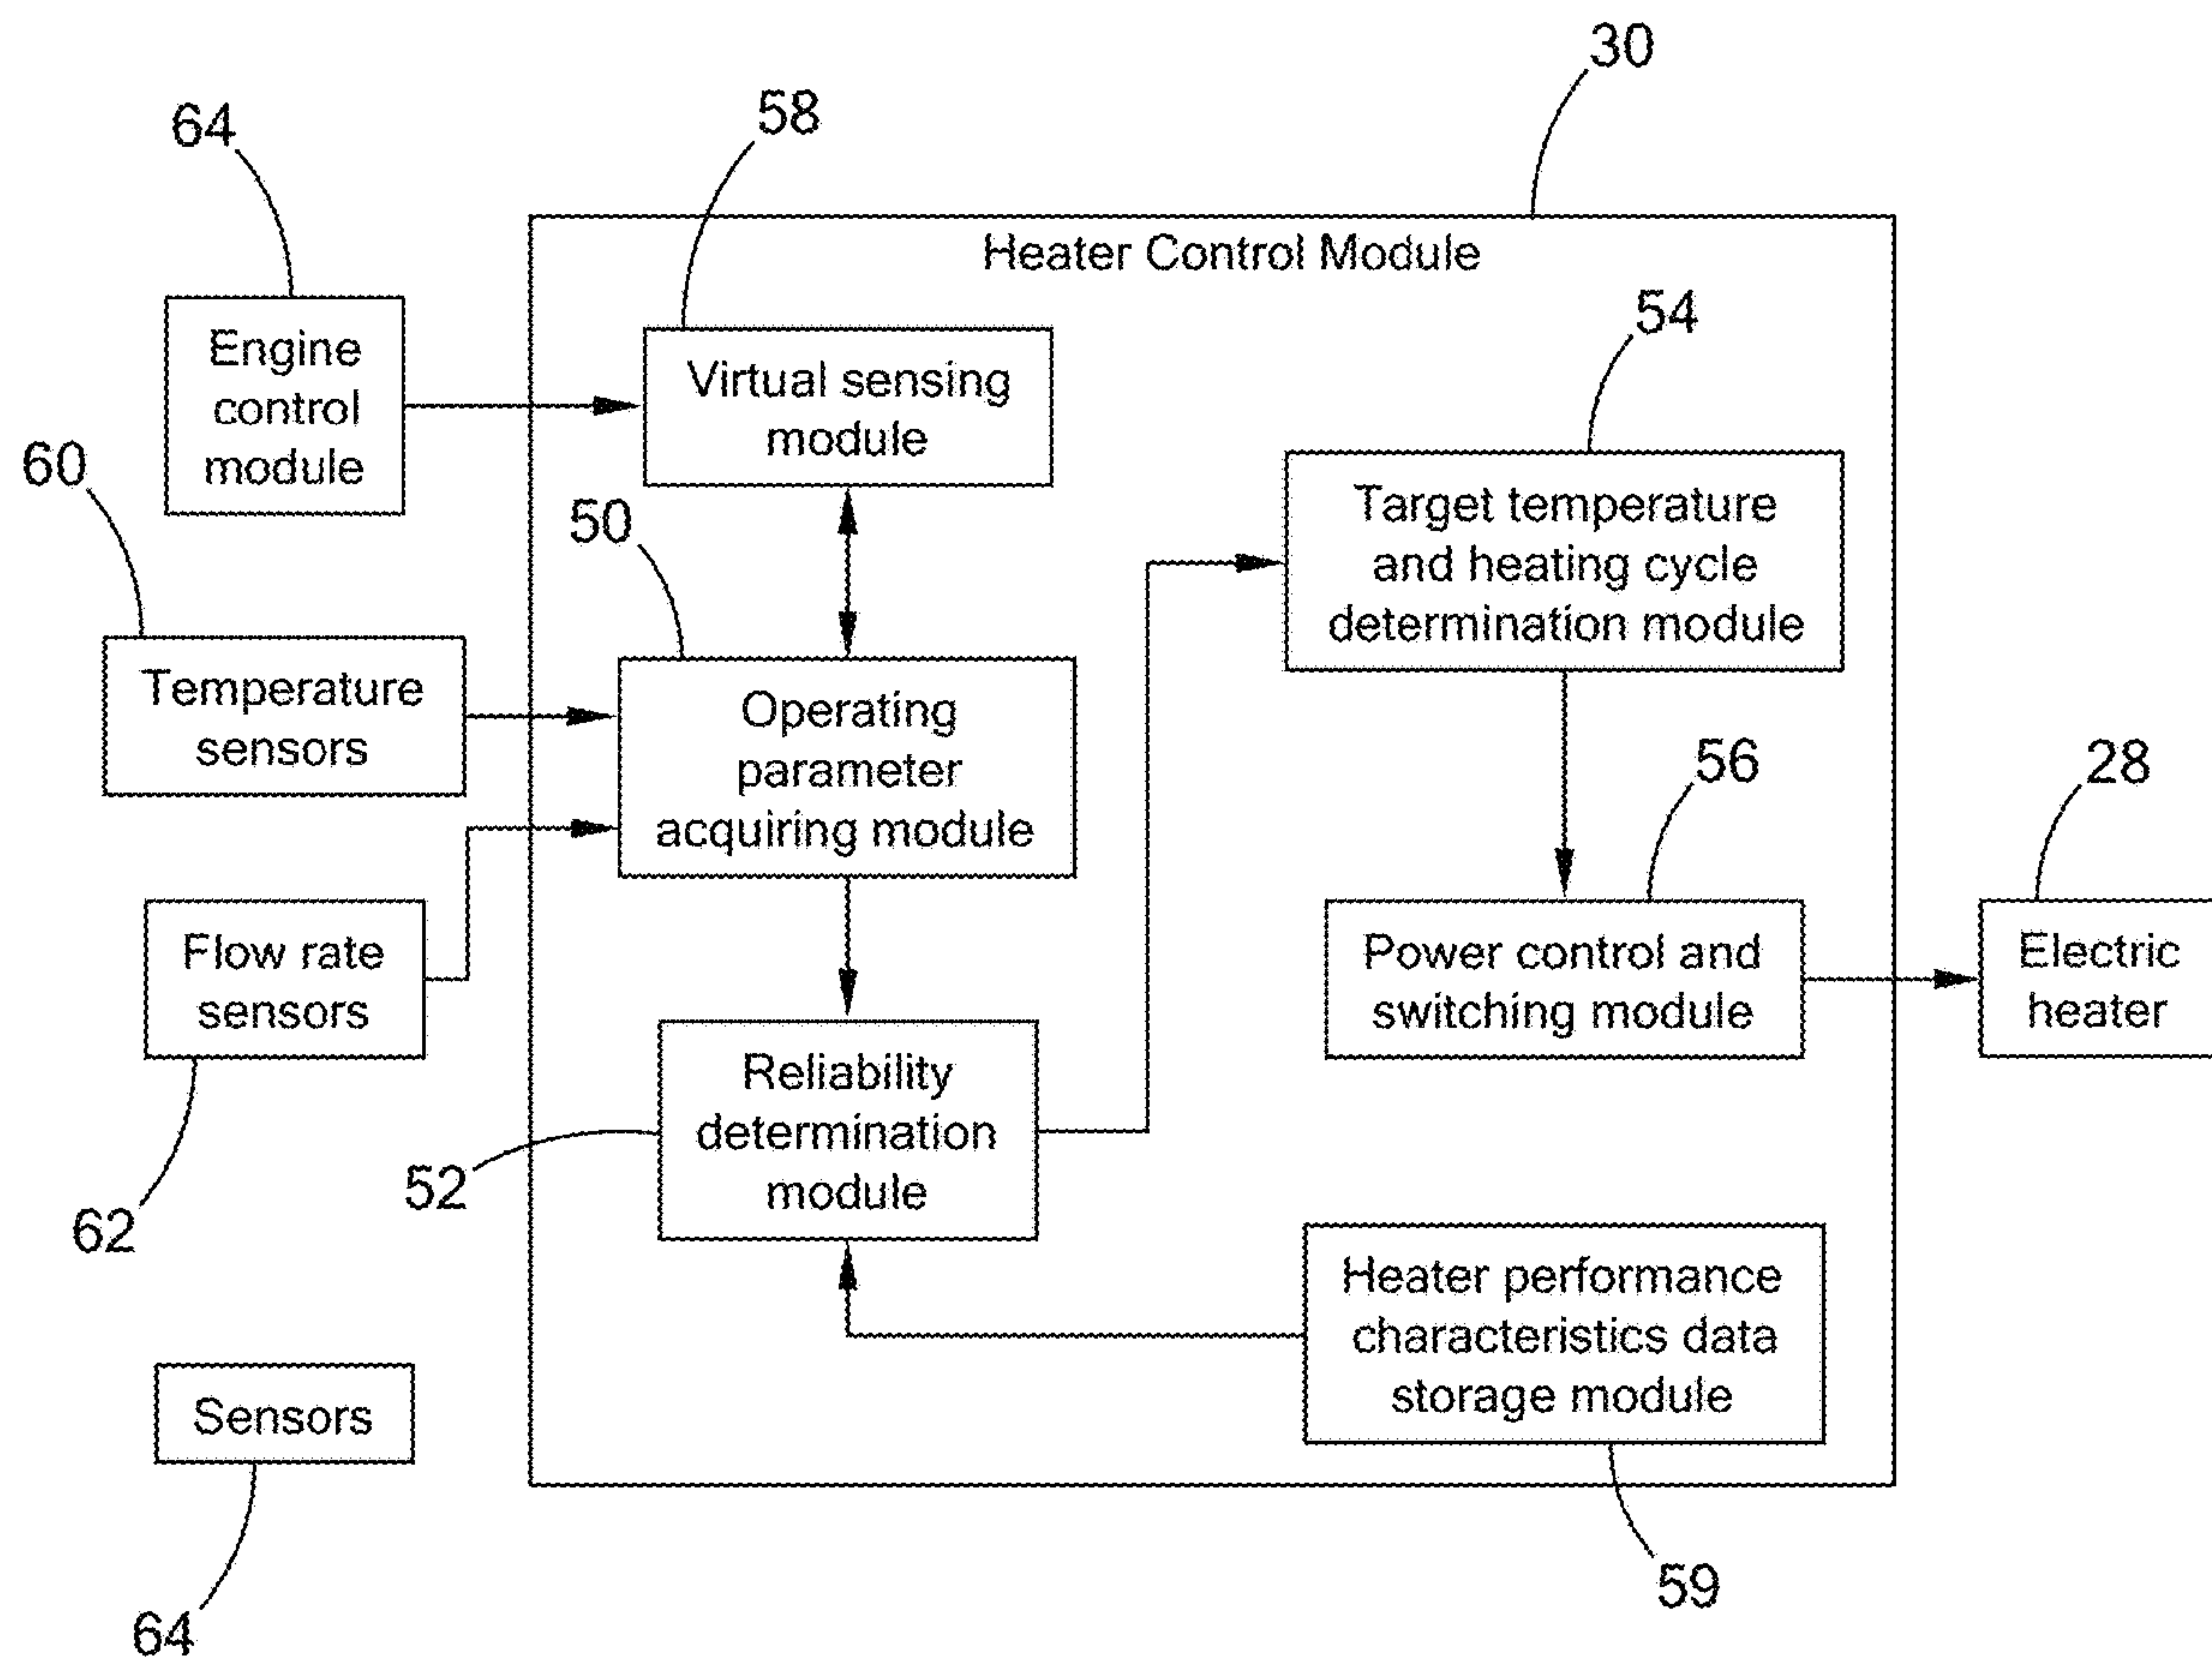 30
58
64
Heater Control Module
Engine
control
module
Virtual sensing
module
54
60
50
Target temperature
and heating cycle
determination module
Temperature
sensors
Operating
parameter
acquiring module
56
28
Flow rate
sensors
Power control and
switching module
Electric
heater
Reliability
determination
module
52
62
Heater performance
characteristics data
storage module
Sensors
59
64